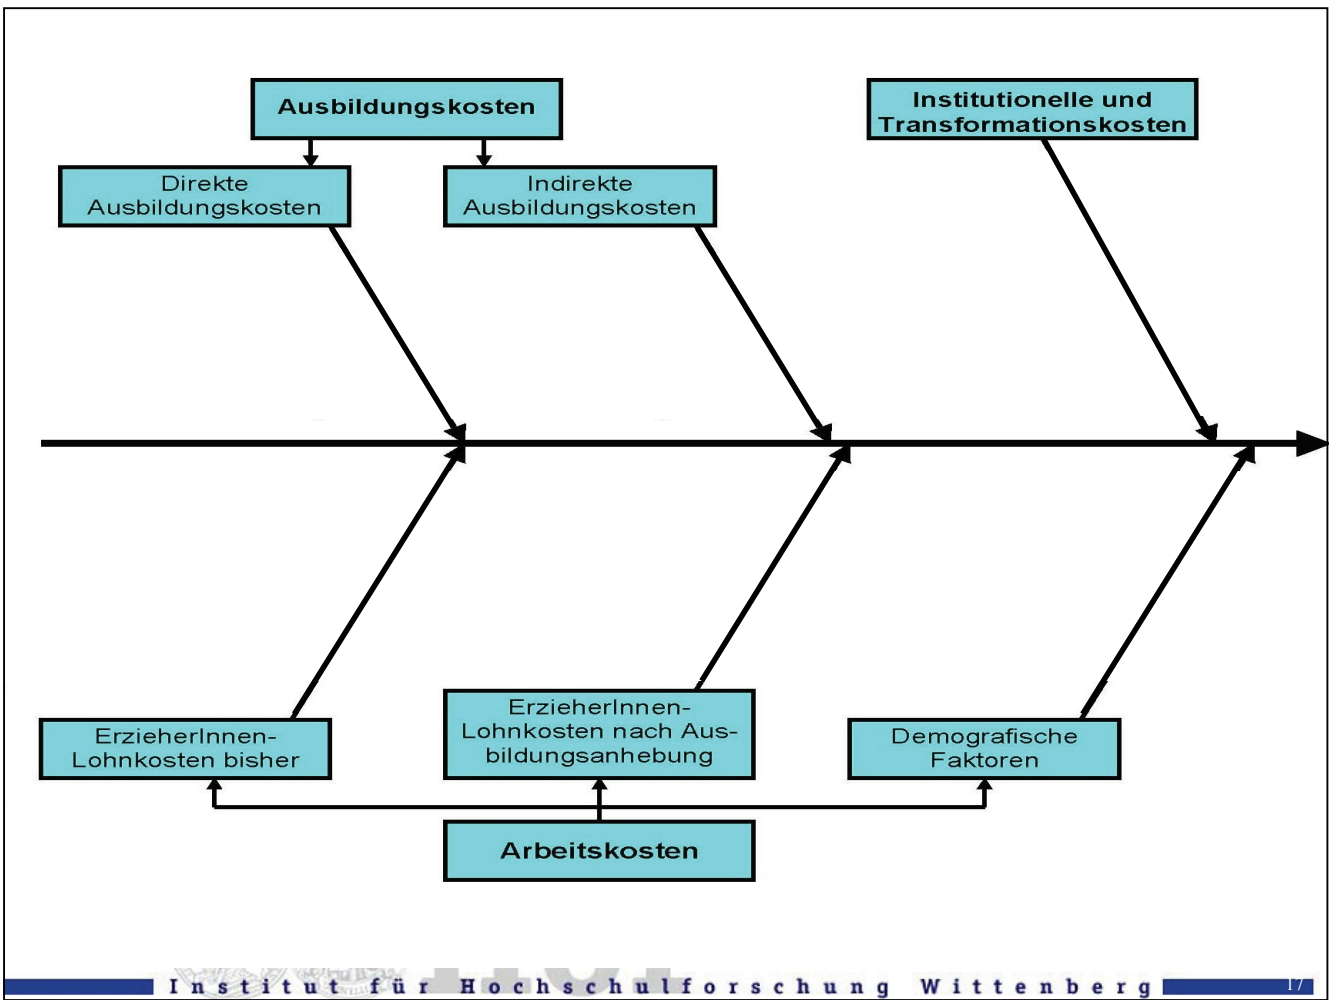 Ausbildungskosten
Institutionelle und
Transformationskosten
Direkte
Ausbildungskosten
Indirekte
Ausbildungskosten
ErzieherInnen-
Lohnkosten bisher
ErzieherInnen-
Lohnkosten nach Aus-
bildungsanhebung
Demografische
Faktoren
Arbeitskosten
Institut für Hochschulforschung Wittenberg
17